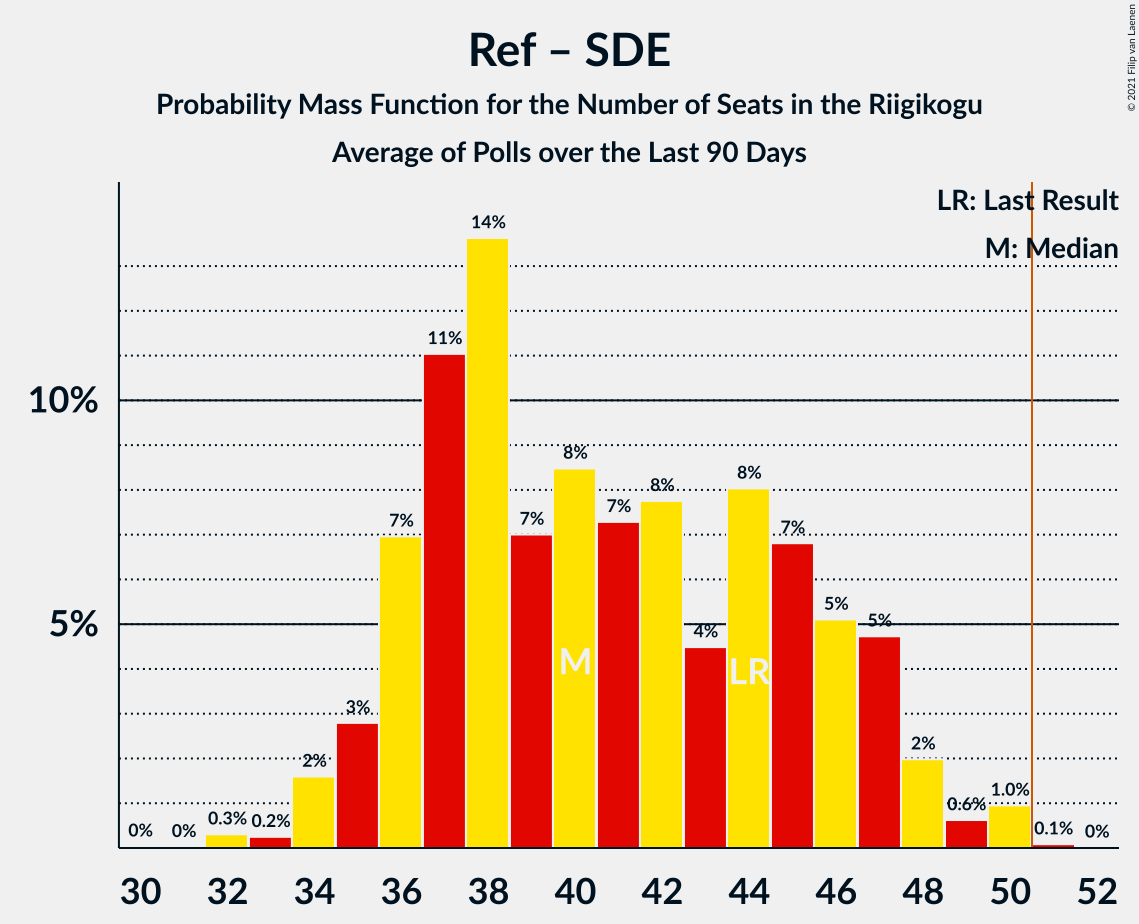 Ref – SDE
Probability Mass Function for the Number of Seats in the Riigikogu
Average of Polls over the Last 90 Days
© 2021 Filip van Laenen
LR: Last Result
M: Median
10%
5%
0%
0%
0.3%
0.2%
2%
3%
7%
11%
14%
7%
8%
7%
8%
4%
8%
7%
5%
5%
2%
0.6%
1.0%
0.1%
0%
M
LR
30 32 34 36 38 40 42 44 46 48 50 52